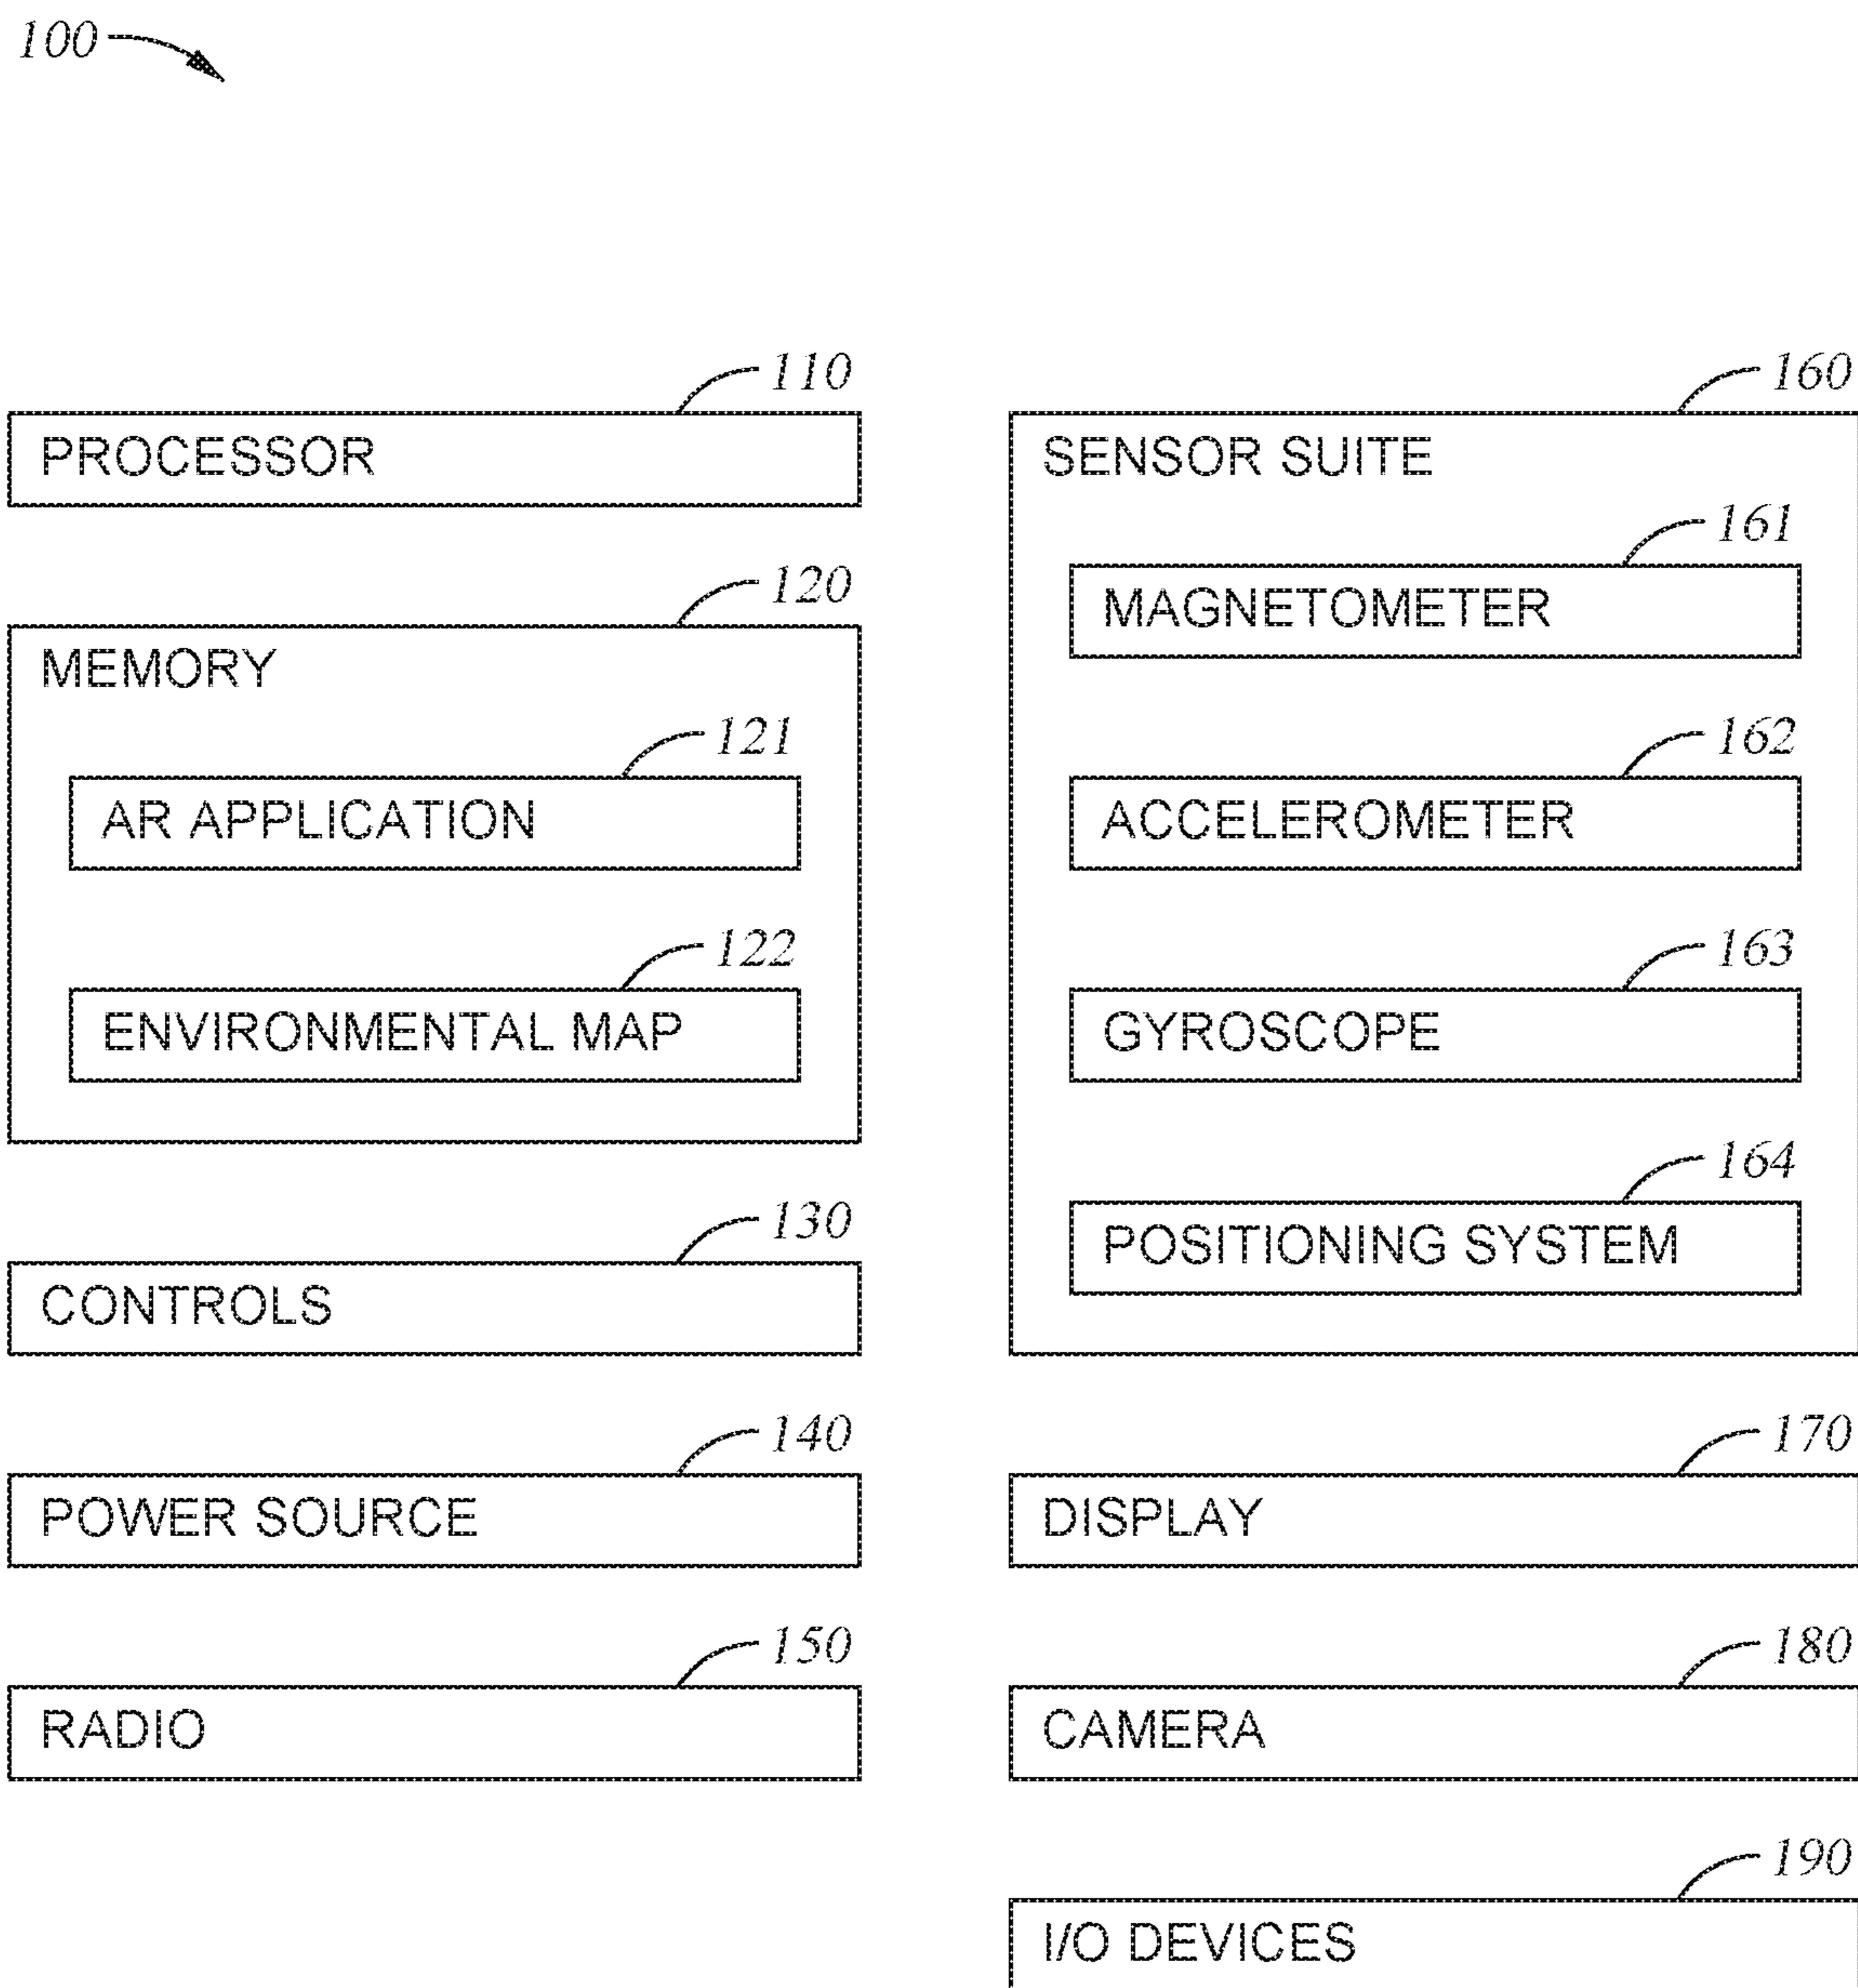 100
110
PROCESSOR
120
MEMORY
121
AR APPLICATION
122
ENVIRONMENTAL MAP
130
CONTROLS
140
POWER SOURCE
150
RADIO
160
SENSOR SUITE
161
MAGNETOMETER
162
ACCELEROMETER
163
GYROSCOPE
164
POSITIONING SYSTEM
170
DISPLAY
180
CAMERA
190
I/O DEVICES